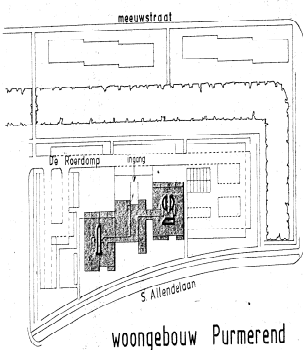 meeuwstraat
De Roerdomp
ingang
S. Allendelaan
woongebouw Purmerend